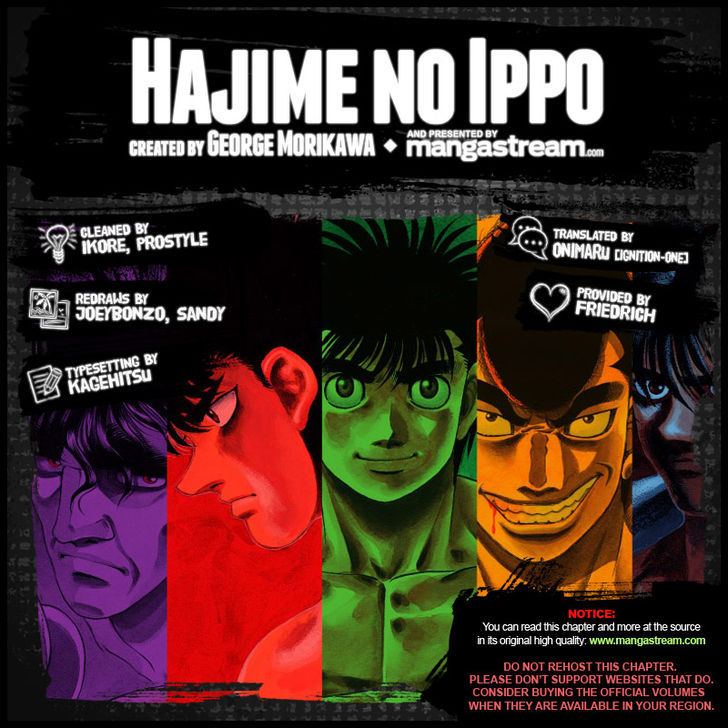 HAJIME NO IPPO
CREATED BY GEORGE MORIKAWA ◆ AND PRESENTED BY mangastream.com
CLEANED BY
IKORE, PROSTYLE
REDRAWS BY
JOEYBONZO, SANDY
TYPESETTING BY
KAGEHITSU
TRANSLATED BY
ONIMARU [IGNITION-ONE]
PROVIDED BY
FRIEDRICH
NOTICE:
You can read this chapter and more at the source
in its original high quality: www.mangastream.com
DO NOT REHOST THIS CHAPTER.
PLEASE DON'T SUPPORT WEBSITES THAT DO.
CONSIDER BUYING THE OFFICIAL VOLUMES
WHEN THEY ARE AVAILABLE IN YOUR REGION.